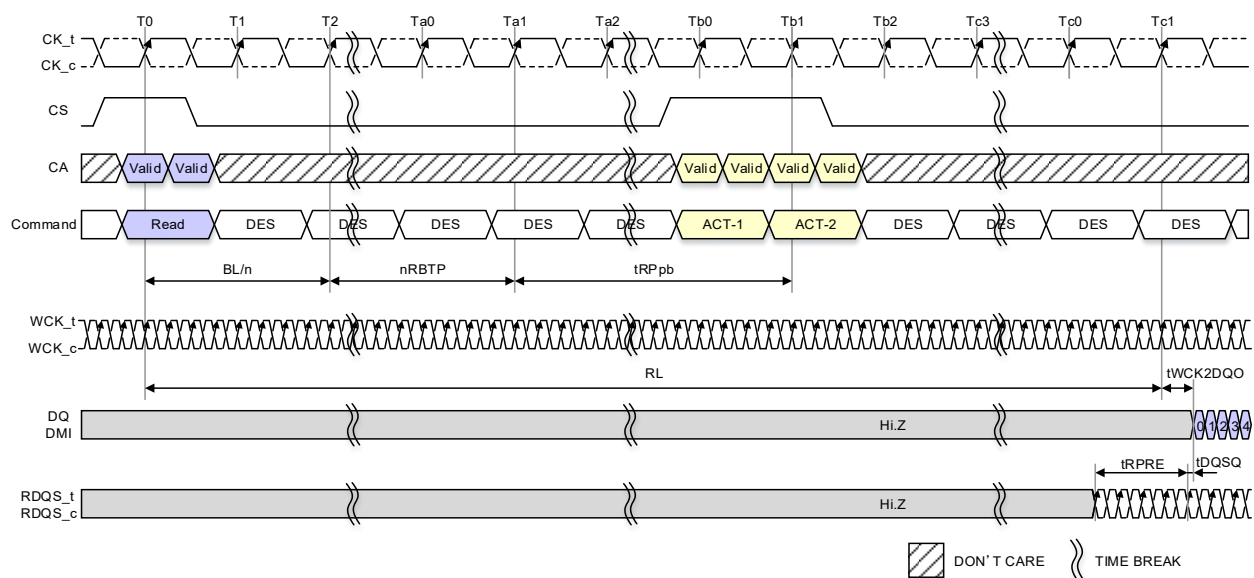 T0 T1 T2 Ta0 Ta1 Ta2 Tb0 Tb1 Tb2 Tc3 Tc0 Tc1
CK_t
CK_c
CS
CA Valid Valid Valid Valid Valid Valid
Command Read DES DES DES DES DES ACT-1 ACT-2 DES DES DES DES
BL/n nRBTP tRPpb
WCK_t
WCK_c
RL tWCK2DQO
DQ
DMI
Hi.Z 0 1 2 3 4
tRPRE tDQSQ
RDQS_t
RDQS_c
Hi.Z
DON'T CARE TIME BREAK